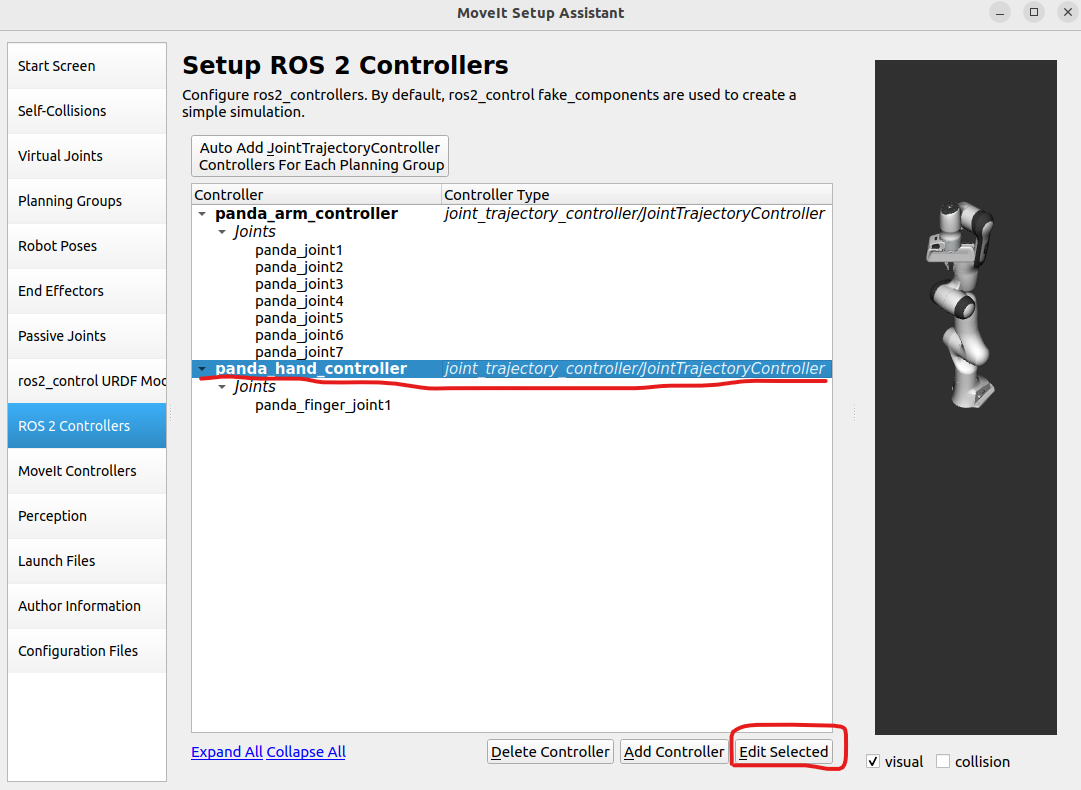 MoveIt Setup Assistant
Start Screen
Self-Collisions
Virtual Joints
Planning Groups
Robot Poses
End Effectors
Passive Joints
ros2_control URDF Moc
ROS 2 Controllers
MoveIt Controllers
Perception
Launch Files
Author Information
Configuration Files
Setup ROS 2 Controllers
Configure ros2_controllers. By default, ros2_control fake_components are used to create a
simple simulation.
Auto Add JointTrajectoryController
Controllers For Each Planning Group
Controller Controller Type
panda_arm_controller joint_trajectory_controller/JointTrajectoryController
Joints
panda_joint1
panda_joint2
panda_joint3
panda_joint4
panda_joint5
panda_joint6
panda_joint7
panda_hand_controller joint_trajectory_controller/JointTrajectoryController
Joints
panda_finger_joint1
Expand All Collapse All Delete Controller Add Controller Edit Selected
visual collision